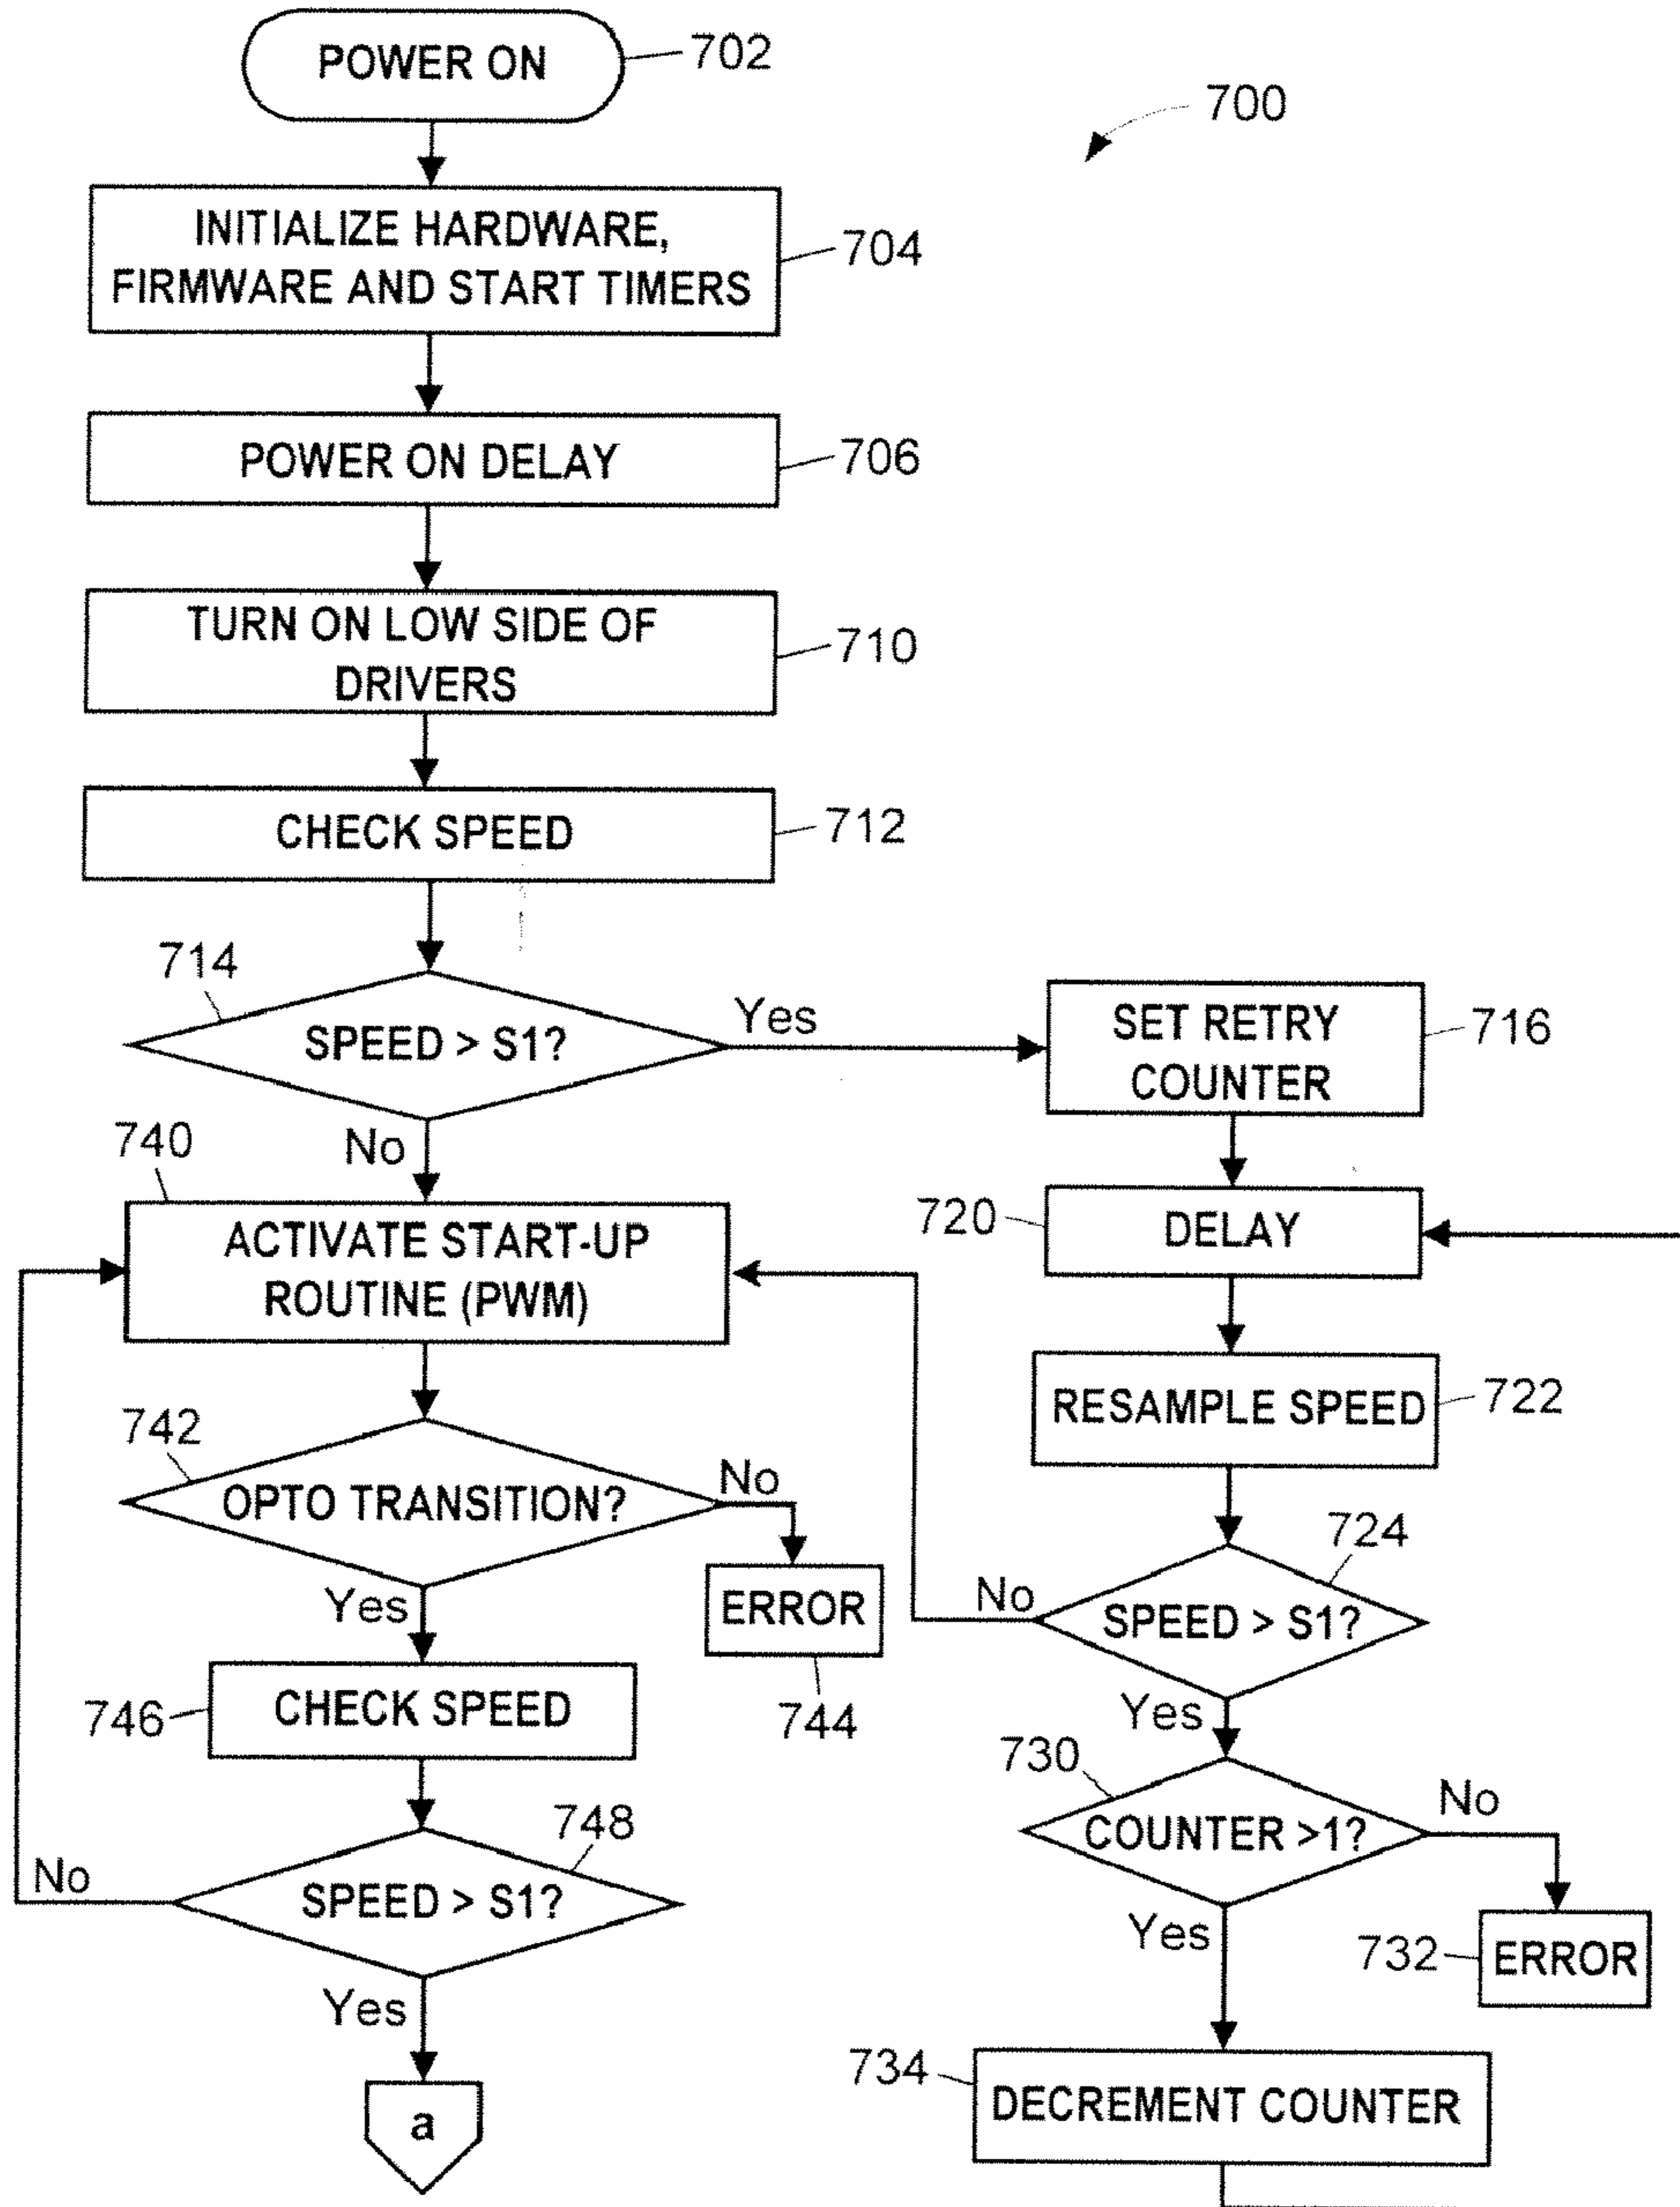 POWER ON
702
700
INITIALIZE HARDWARE,
FIRMWARE AND START TIMERS
704
POWER ON DELAY
706
TURN ON LOW SIDE OF
DRIVERS
710
CHECK SPEED
712
714
SPEED > S1?
Yes
No
SET RETRY
COUNTER
716
740
ACTIVATE START-UP
ROUTINE (PWM)
720
DELAY
RESAMPLE SPEED
722
742
OPTO TRANSITION?
No
Yes
ERROR
744
724
SPEED > S1?
No
Yes
746
CHECK SPEED
730
COUNTER >1?
No
Yes
732
ERROR
748
SPEED > S1?
No
Yes
a
734
DECREMENT COUNTER